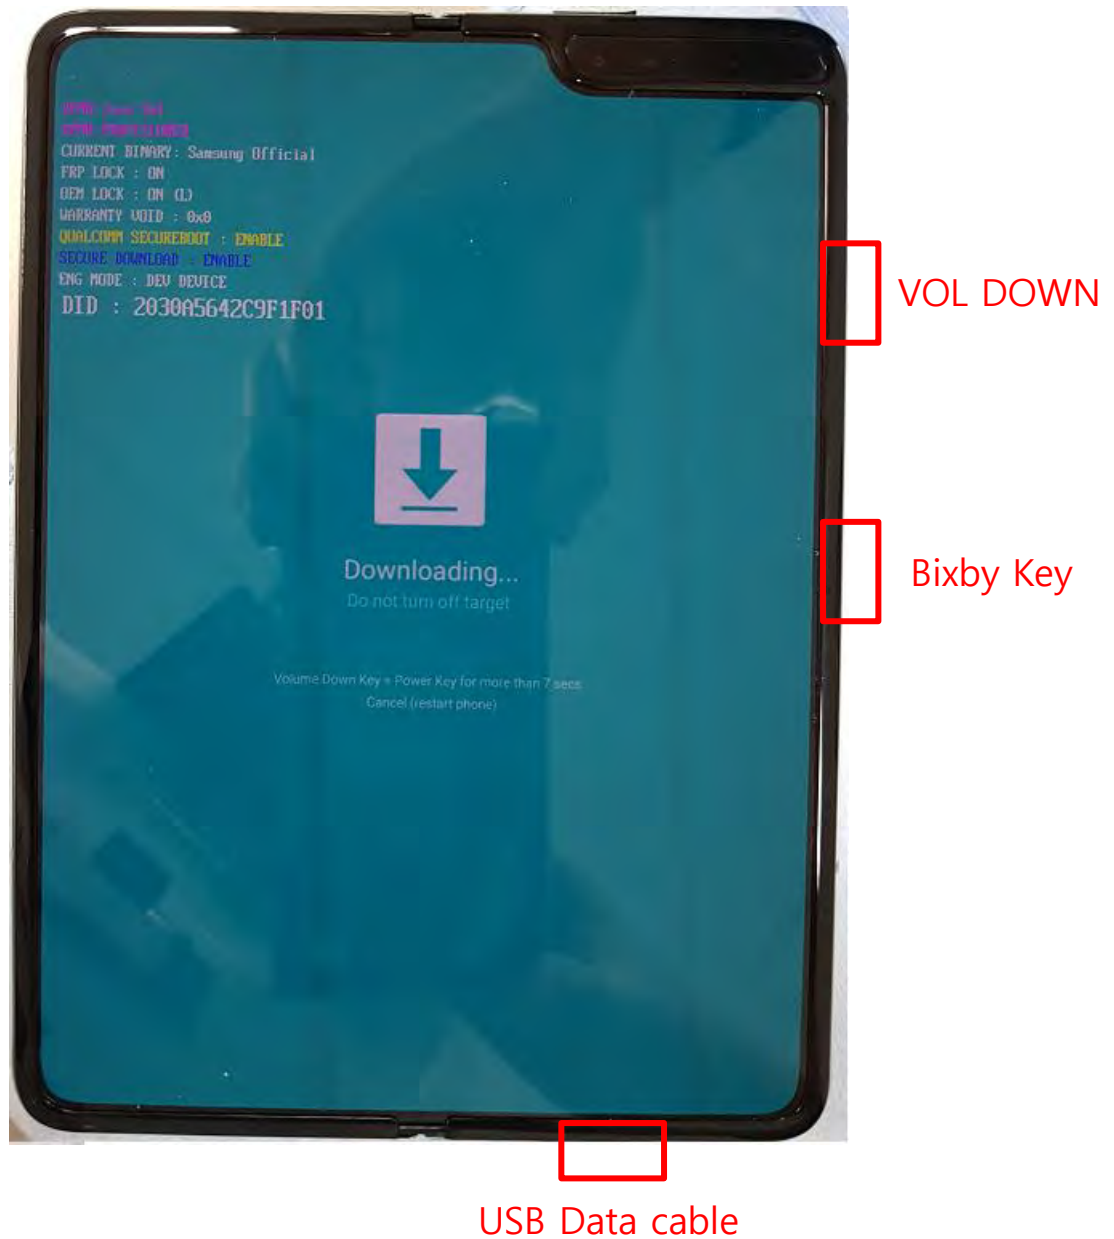 CURRENT BINARY: Samsung Official
FRP LOCK : ON
OEM LOCK : ON (L)
WARRANTY VOID : 0x0
QUALCOMM SECUREBOOT : ENABLE
SECURE DOWNLOAD : ENABLE
ENG MODE : DEV DEVICE
DID : 2030A5642C9F1F01
VOL DOWN
Bixby Key
Downloading...
Do not turn off target
Volume Down Key + Power Key for more than 7 secs
Cancel (restart phone)
USB Data cable